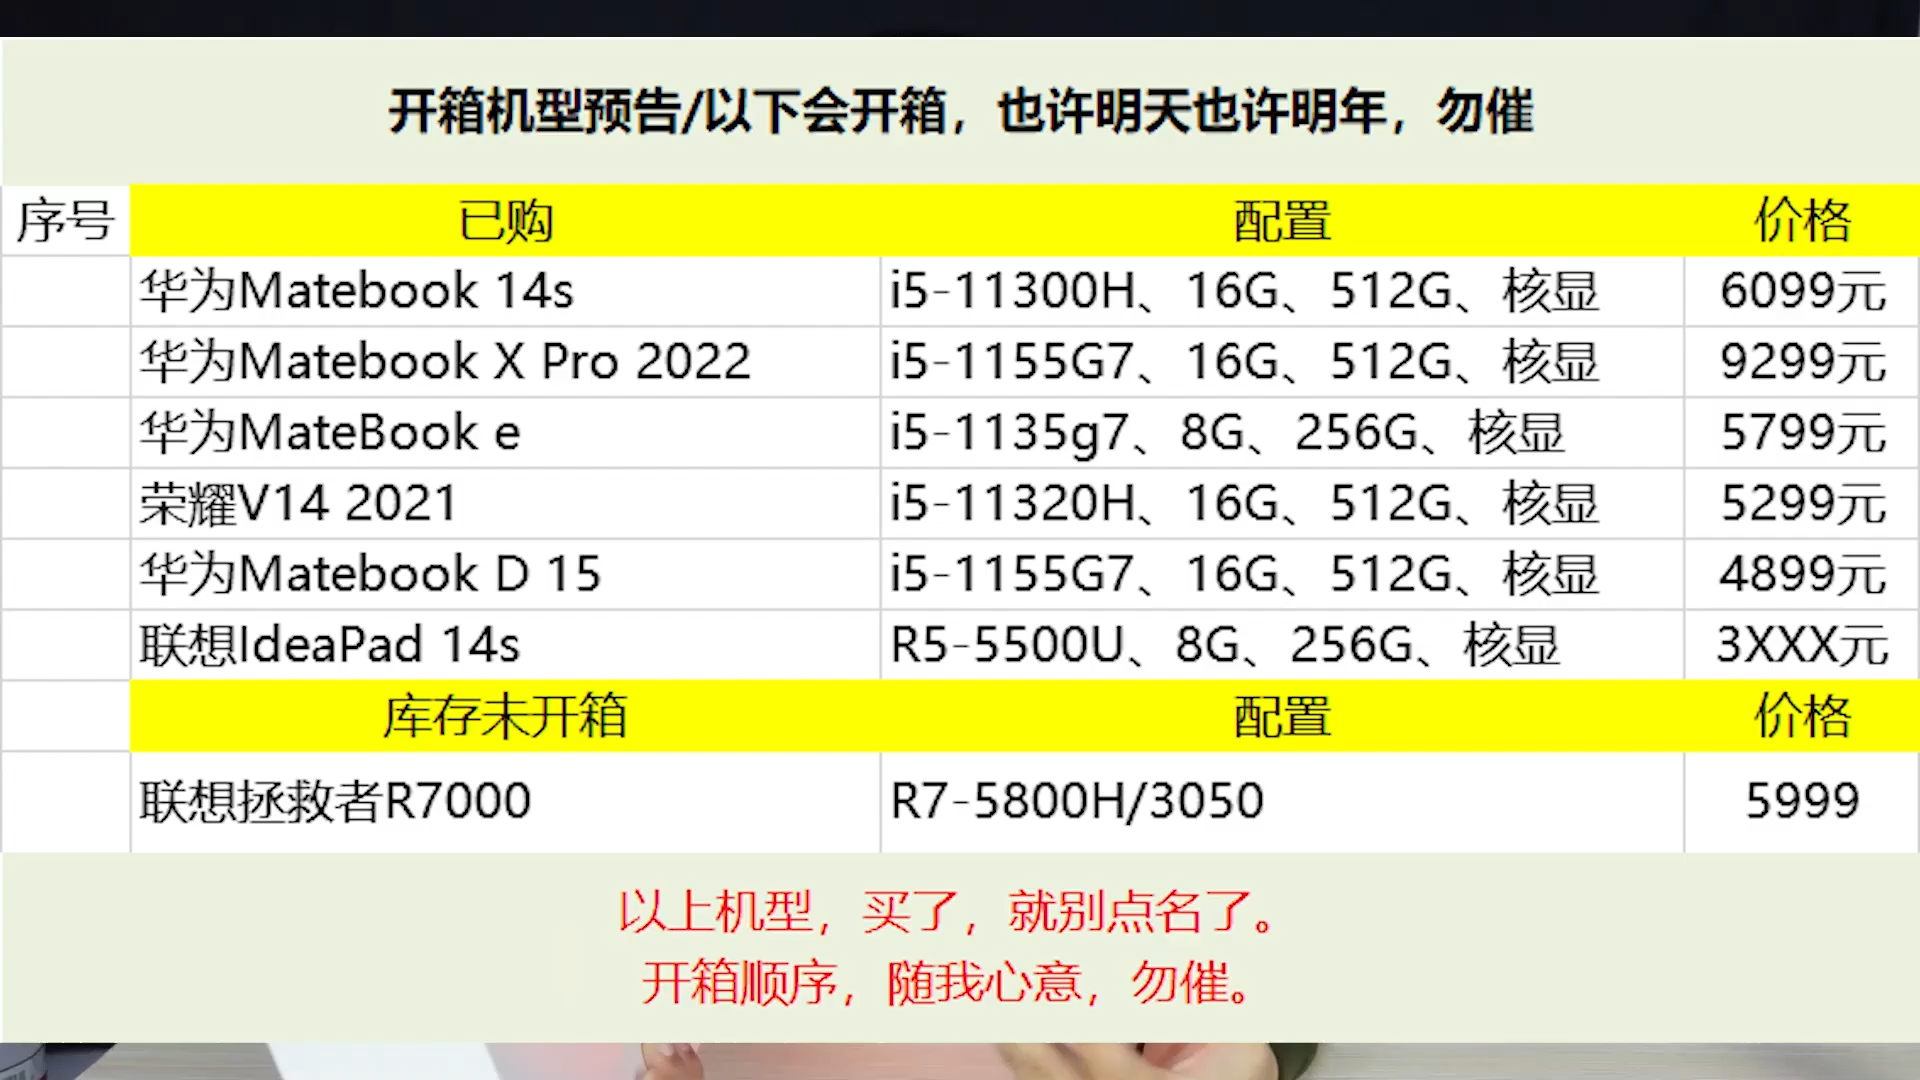 开箱机型预告/以下会开箱，也许明天也许明年，勿催
序号 已购 配置 价格
华为Matebook 14s i5-11300H、16G、512G、核显 6099元
华为Matebook X Pro 2022 i5-1155G7、16G、512G、核显 9299元
华为MateBook e i5-1135g7、8G、256G、核显 5799元
荣耀V14 2021 i5-11320H、16G、512G、核显 5299元
华为Matebook D 15 i5-1155G7、16G、512G、核显 4899元
联想IdeaPad 14s R5-5500U、8G、256G、核显 3XXX元
库存未开箱 配置 价格
联想拯救者R7000 R7-5800H/3050 5999
以上机型，买了，就别点名了。
开箱顺序，随我心意，勿催。